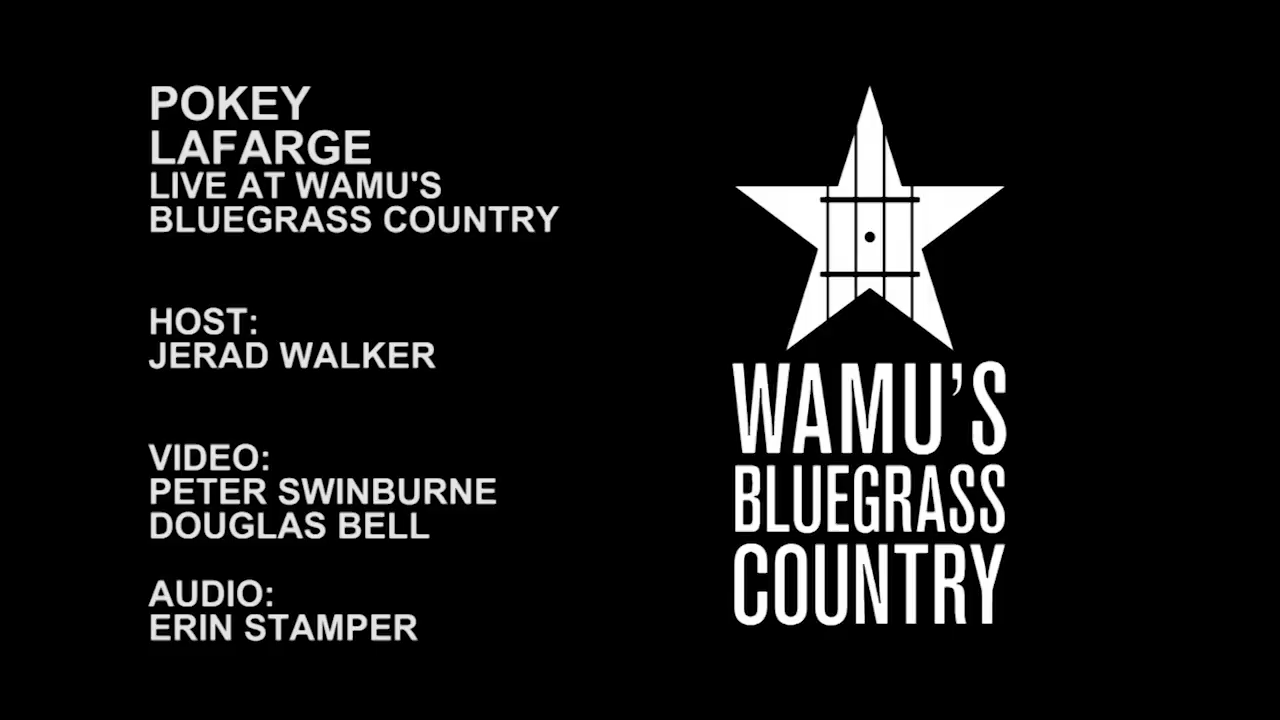 POKEY
LAFARGE
LIVE AT WAMU'S
BLUEGRASS COUNTRY
HOST:
JERAD WALKER
VIDEO:
PETER SWINBURNE
DOUGLAS BELL
AUDIO:
ERIN STAMPER
WAMU'S
BLUEGRASS
COUNTRY